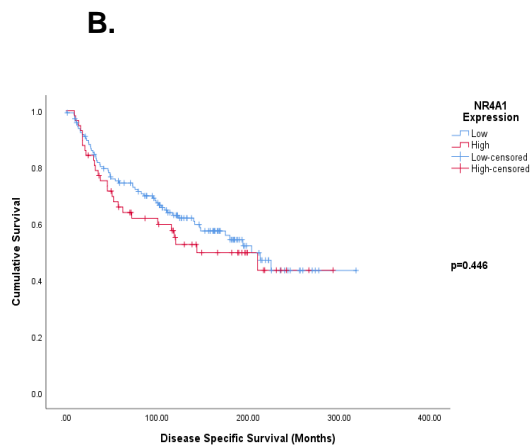 B.
NR4A1
Expression
Low
High
Low-censored
High-censored
p=0.446
Cumulative Survival
1.0
0.8
0.6
0.4
0.2
0.0
.00 100.00 200.00 300.00 400.00
Disease Specific Survival (Months)